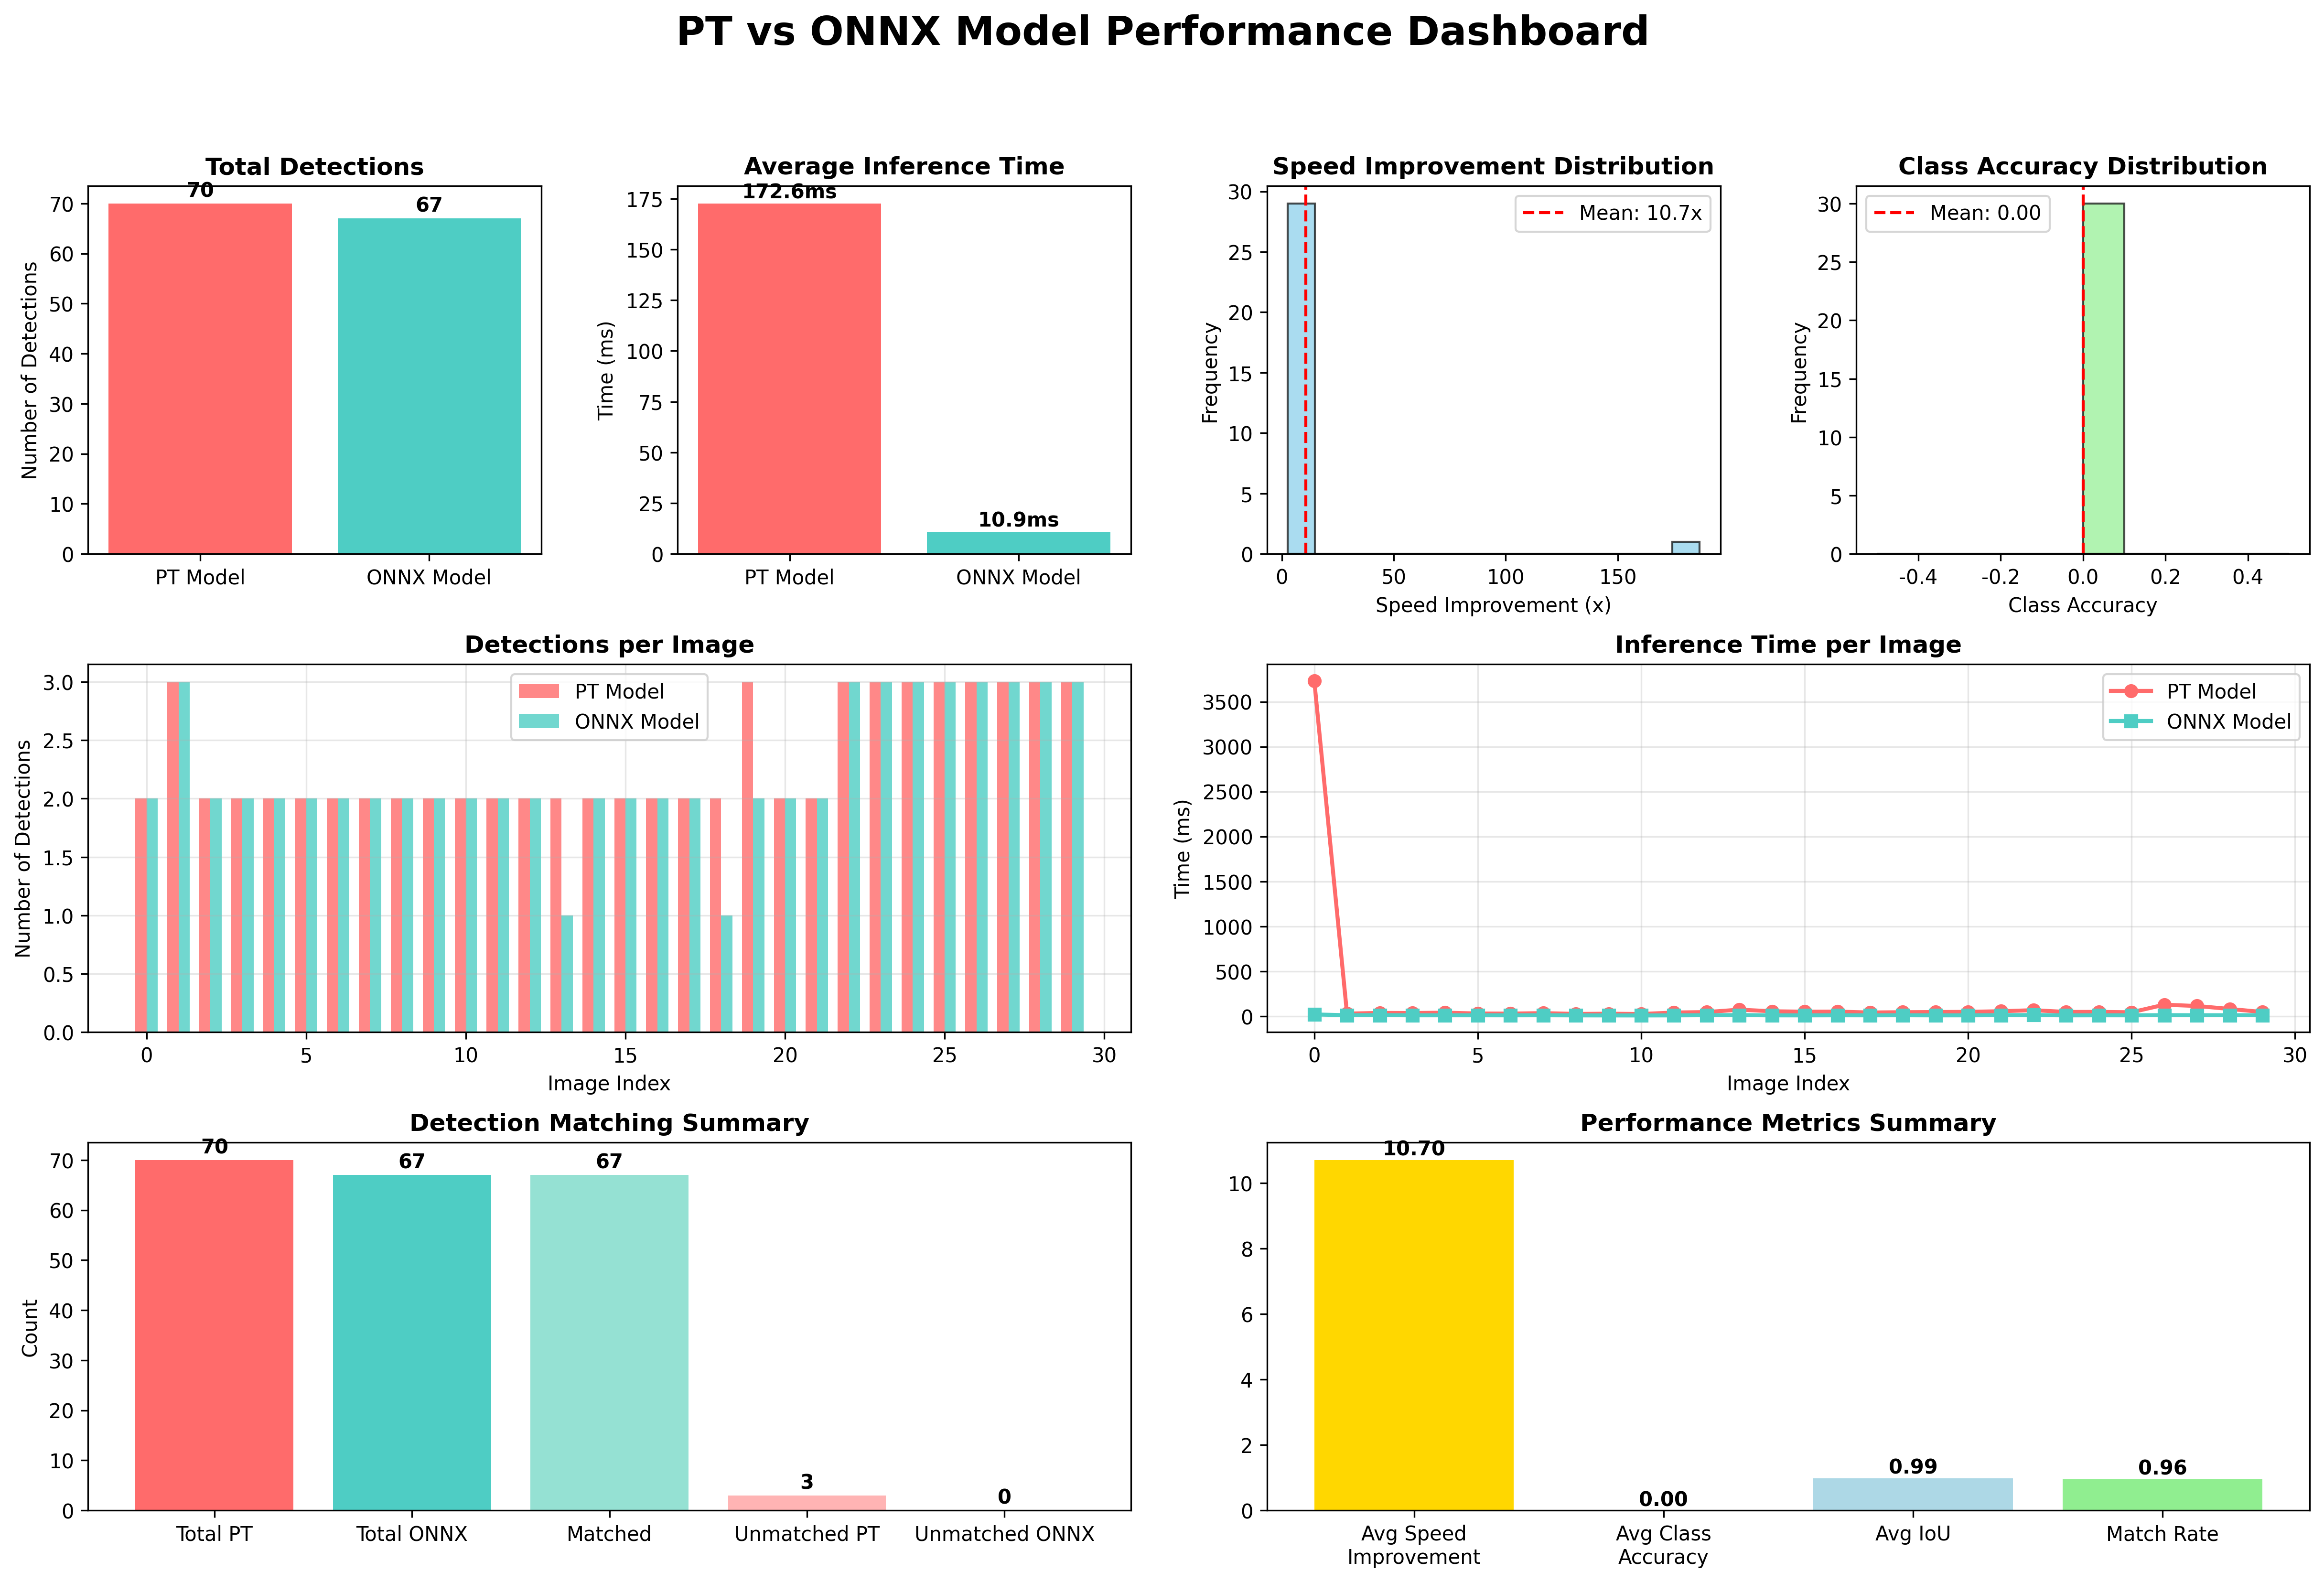 PT vs ONNX Model Performance Dashboard
Total Detections
Number of Detections
70
60
50
40
30
20
10
0
70
67
PT Model
ONNX Model
Average Inference Time
Time (ms)
175
150
125
100
75
50
25
0
172.6ms
10.9ms
PT Model
ONNX Model
Speed Improvement Distribution
Frequency
30
25
20
15
10
5
0
Mean: 10.7x
0
50
100
150
Speed Improvement (x)
Class Accuracy Distribution
Frequency
30
25
20
15
10
5
0
Mean: 0.00
-0.4
-0.2
0.0
0.2
0.4
Class Accuracy
Detections per Image
Number of Detections
3.0
2.5
2.0
1.5
1.0
0.5
0.0
PT Model
ONNX Model
0
5
10
15
20
25
30
Image Index
Inference Time per Image
Time (ms)
3500
3000
2500
2000
1500
1000
500
0
PT Model
ONNX Model
0
5
10
15
20
25
30
Image Index
Detection Matching Summary
Count
70
60
50
40
30
20
10
0
70
67
67
3
0
Total PT
Total ONNX
Matched
Unmatched PT
Unmatched ONNX
Performance Metrics Summary
10
8
6
4
2
0
10.70
0.00
0.99
0.96
Avg Speed
Improvement
Avg Class
Accuracy
Avg IoU
Match Rate